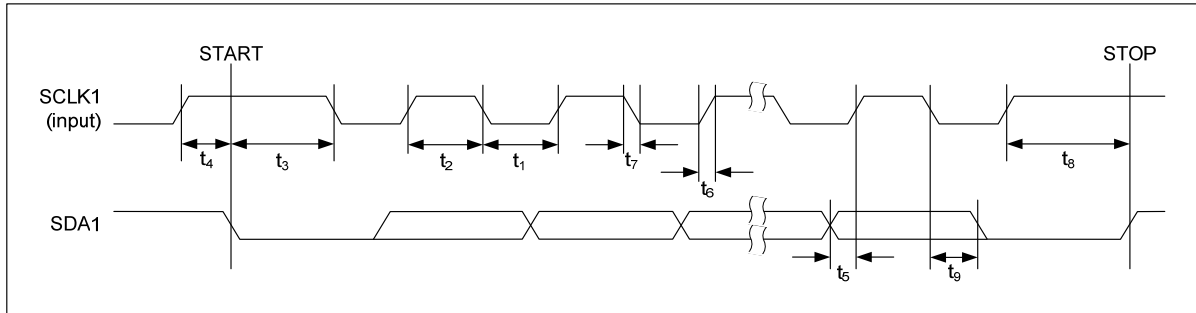 START
STOP
SCLK1
(input)
t4
t3
t2
t1
t7
t6
t8
SDA1
t5
t9